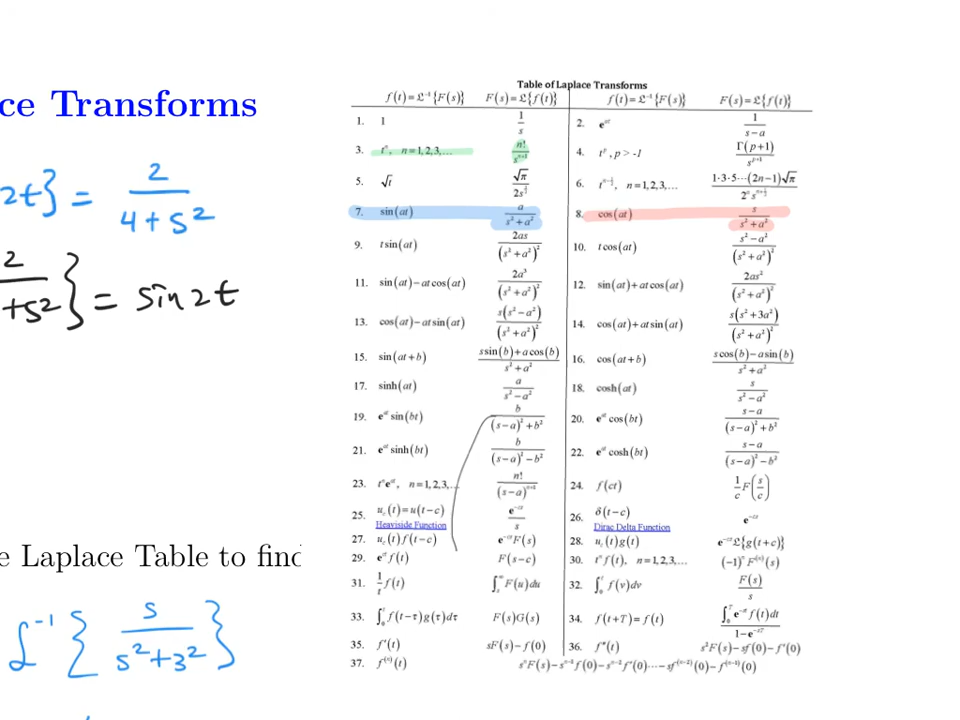 ce Transforms
2t} = 2/(4+s²)
2/(+s²)} = sin2t
e Laplace Table to find
ℒ⁻¹ { s/(s²+3²) }
Table of Laplace Transforms
f(t)=ℒ⁻¹{F(s)} F(s)=ℒ{f(t)} f(t)=ℒ⁻¹{F(s)} F(s)=ℒ{f(t)}
1. 1 1/s 2. e^(at) 1/(s−a)
3. tⁿ, n=1,2,3,... n!/s^(n+1) 4. t^p, p > -1 Γ(p+1)/s^(p+1)
5. √t √π/(2s^(3/2)) 6. t^(n−1/2), n=1,2,3,... 1·3·5···(2n−1)√π/(2ⁿs^(n+1/2))
7. sin(at) a/(s²+a²) 8. cos(at) s/(s²+a²)
9. t sin(at) 2as/(s²+a²)² 10. t cos(at) (s²−a²)/(s²+a²)²
11. sin(at)−at cos(at) 2a³/(s²+a²)² 12. sin(at)+at cos(at) 2as²/(s²+a²)²
13. cos(at)−at sin(at) s(s²−a²)/(s²+a²)² 14. cos(at)+at sin(at) s(s²+3a²)/(s²+a²)²
15. sin(at+b) (s sin(b)+a cos(b))/(s²+a²) 16. cos(at+b) (s cos(b)−a sin(b))/(s²+a²)
17. sinh(at) a/(s²−a²) 18. cosh(at) s/(s²−a²)
19. e^(at) sin(bt) b/((s−a)²+b²) 20. e^(at) cos(bt) (s−a)/((s−a)²+b²)
21. e^(at) sinh(bt) b/((s−a)²−b²) 22. e^(at) cosh(bt) (s−a)/((s−a)²−b²)
23. tⁿe^(at), n=1,2,3,... n!/(s−a)^(n+1) 24. f(ct) (1/c)F(s/c)
25. u_c(t)=u(t−c) e^(−cs)/s 26. δ(t−c) e^(−cs)
Heaviside Function Dirac Delta Function
27. u_c(t)f(t−c) e^(−cs)F(s) 28. u_c(t)g(t) e^(−cs)ℒ{g(t+c)}
29. e^(ct)f(t) F(s−c) 30. tⁿf(t), n=1,2,3,... (−1)ⁿF^(n)(s)
31. (1/t)f(t) ∫_s^∞ F(u)du 32. ∫_0^t f(v)dv F(s)/s
33. ∫_0^t f(t−τ)g(τ)dτ F(s)G(s) 34. f(t+T)=f(t) ∫_0^T e^(−st)f(t)dt/(1−e^(−sT))
35. f′(t) sF(s)−f(0) 36. f″(t) s²F(s)−sf(0)−f′(0)
37. f^(n)(t) sⁿF(s)−s^(n−1)f(0)−s^(n−2)f′(0)···−sf^(n−2)(0)−f^(n−1)(0)